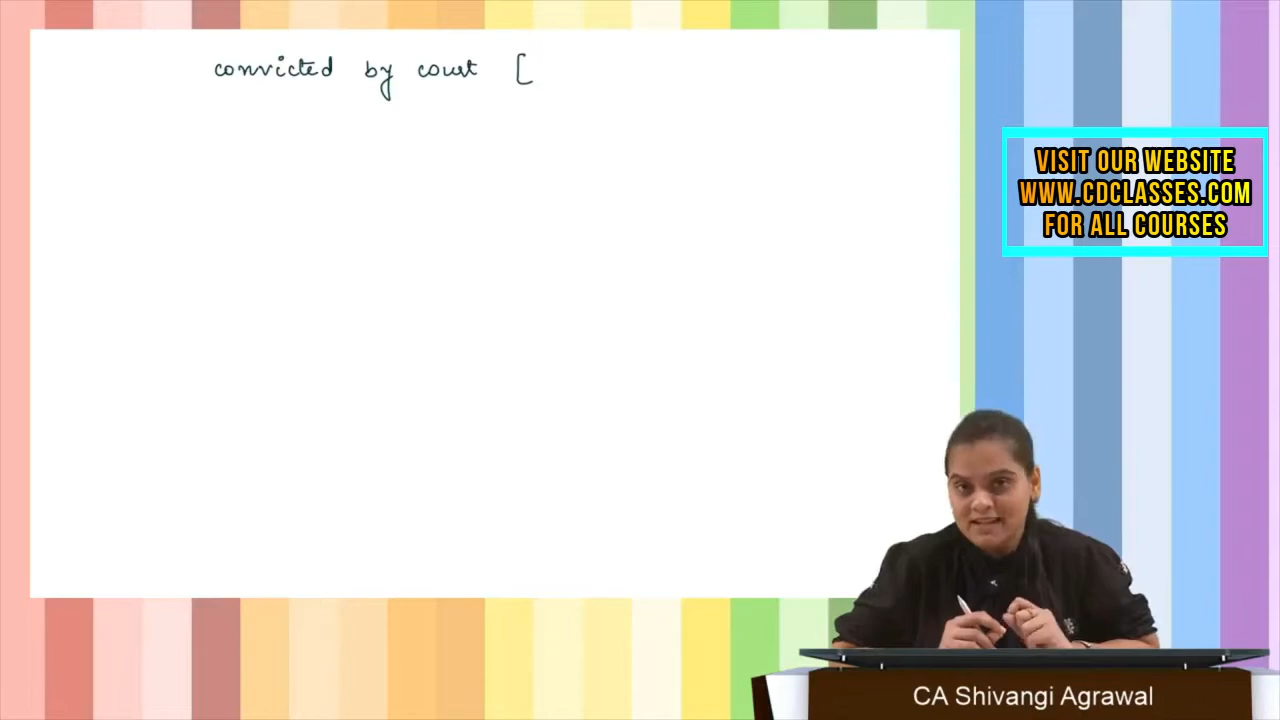 convicted by court [
VISIT OUR WEBSITE
WWW.CDCLASSES.COM
FOR ALL COURSES
CA Shivangi Agrawal